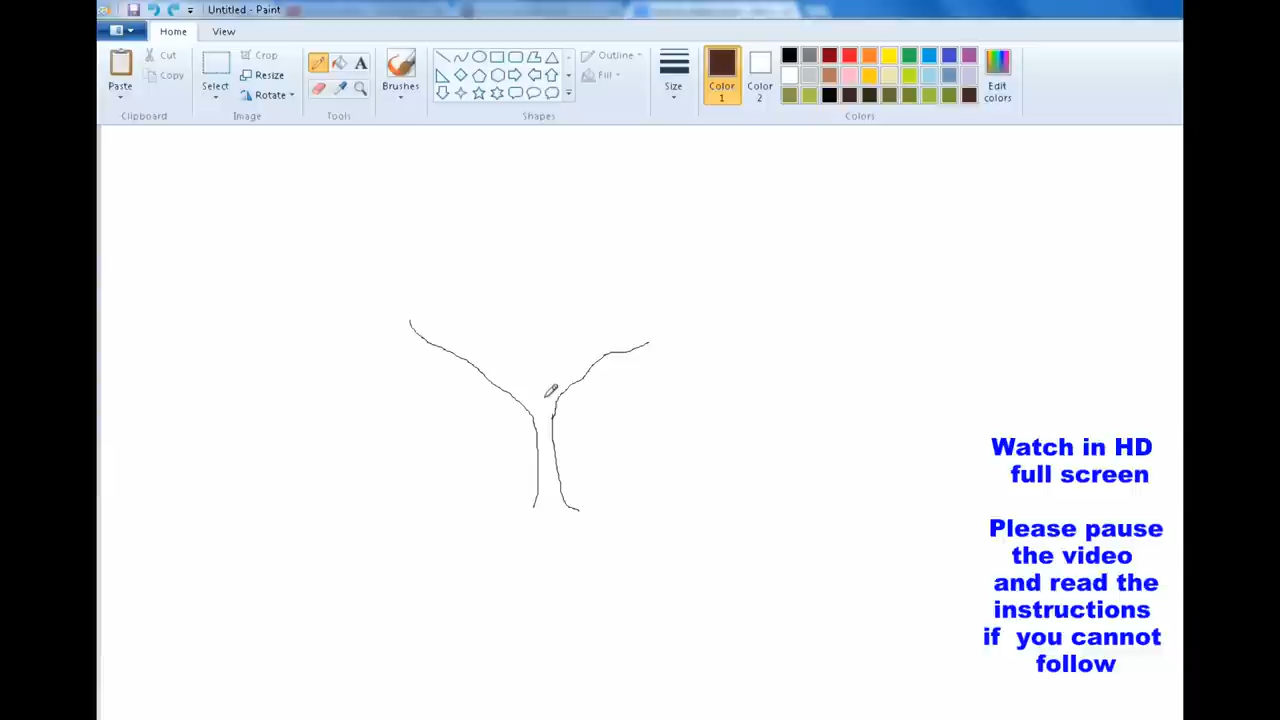 Untitled - Paint
Home
View
Paste
Cut
Copy
Clipboard
Select
Crop
Resize
Rotate
Image
A
Tools
Brushes
Shapes
Outline
Fill
Size
Color
1
Color
2
Edit
colors
Colors
Watch in HD
full screen
Please pause
the video
and read the
instructions
if you cannot
follow